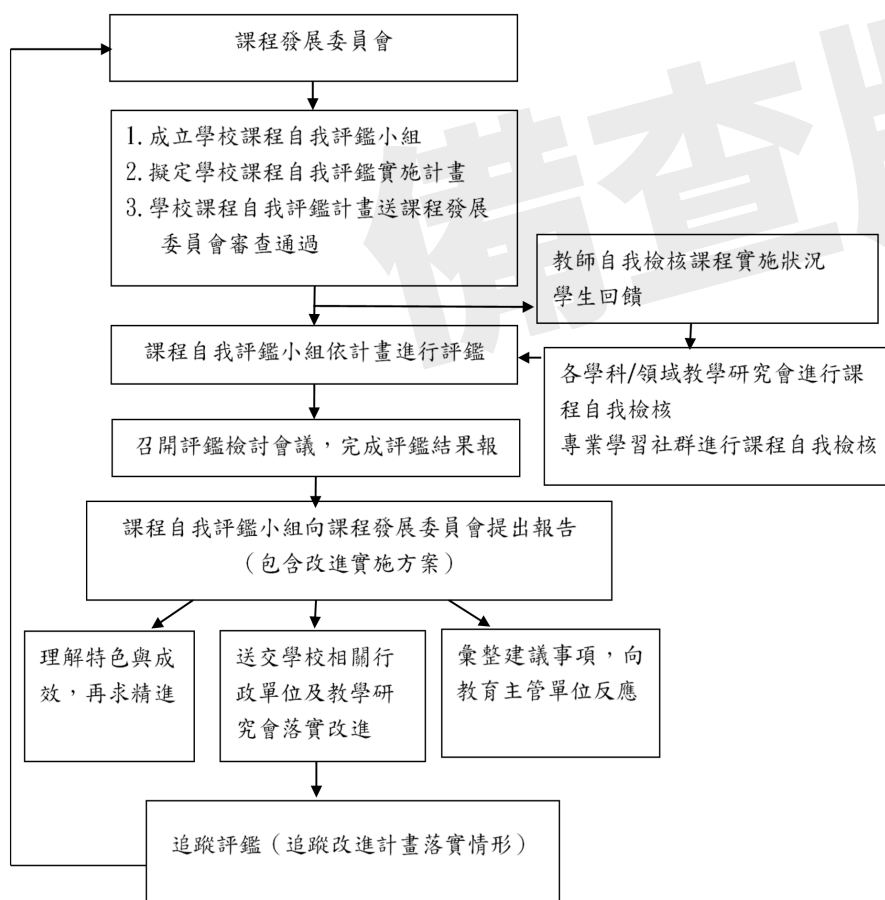 課程發展委員會
1. 成立學校課程自我評鑑小組
2. 擬定學校課程自我評鑑實施計畫
3. 學校課程自我評鑑計畫送課程發展
委員會審查通過
教師自我檢核課程實施狀況
學生回饋
課程自我評鑑小組依計畫進行評鑑
各學科/領域教學研究會進行課
程自我檢核
專業學習社群進行課程自我檢核
召開評鑑檢討會議，完成評鑑結果報
課程自我評鑑小組向課程發展委員會提出報告
（包含改進實施方案）
理解特色與成
效，再求精進
送交學校相關行
政單位及教學研
究會落實改進
彙整建議事項，向
教育主管單位反應
追蹤評鑑（追蹤改進計畫落實情形）
備查版